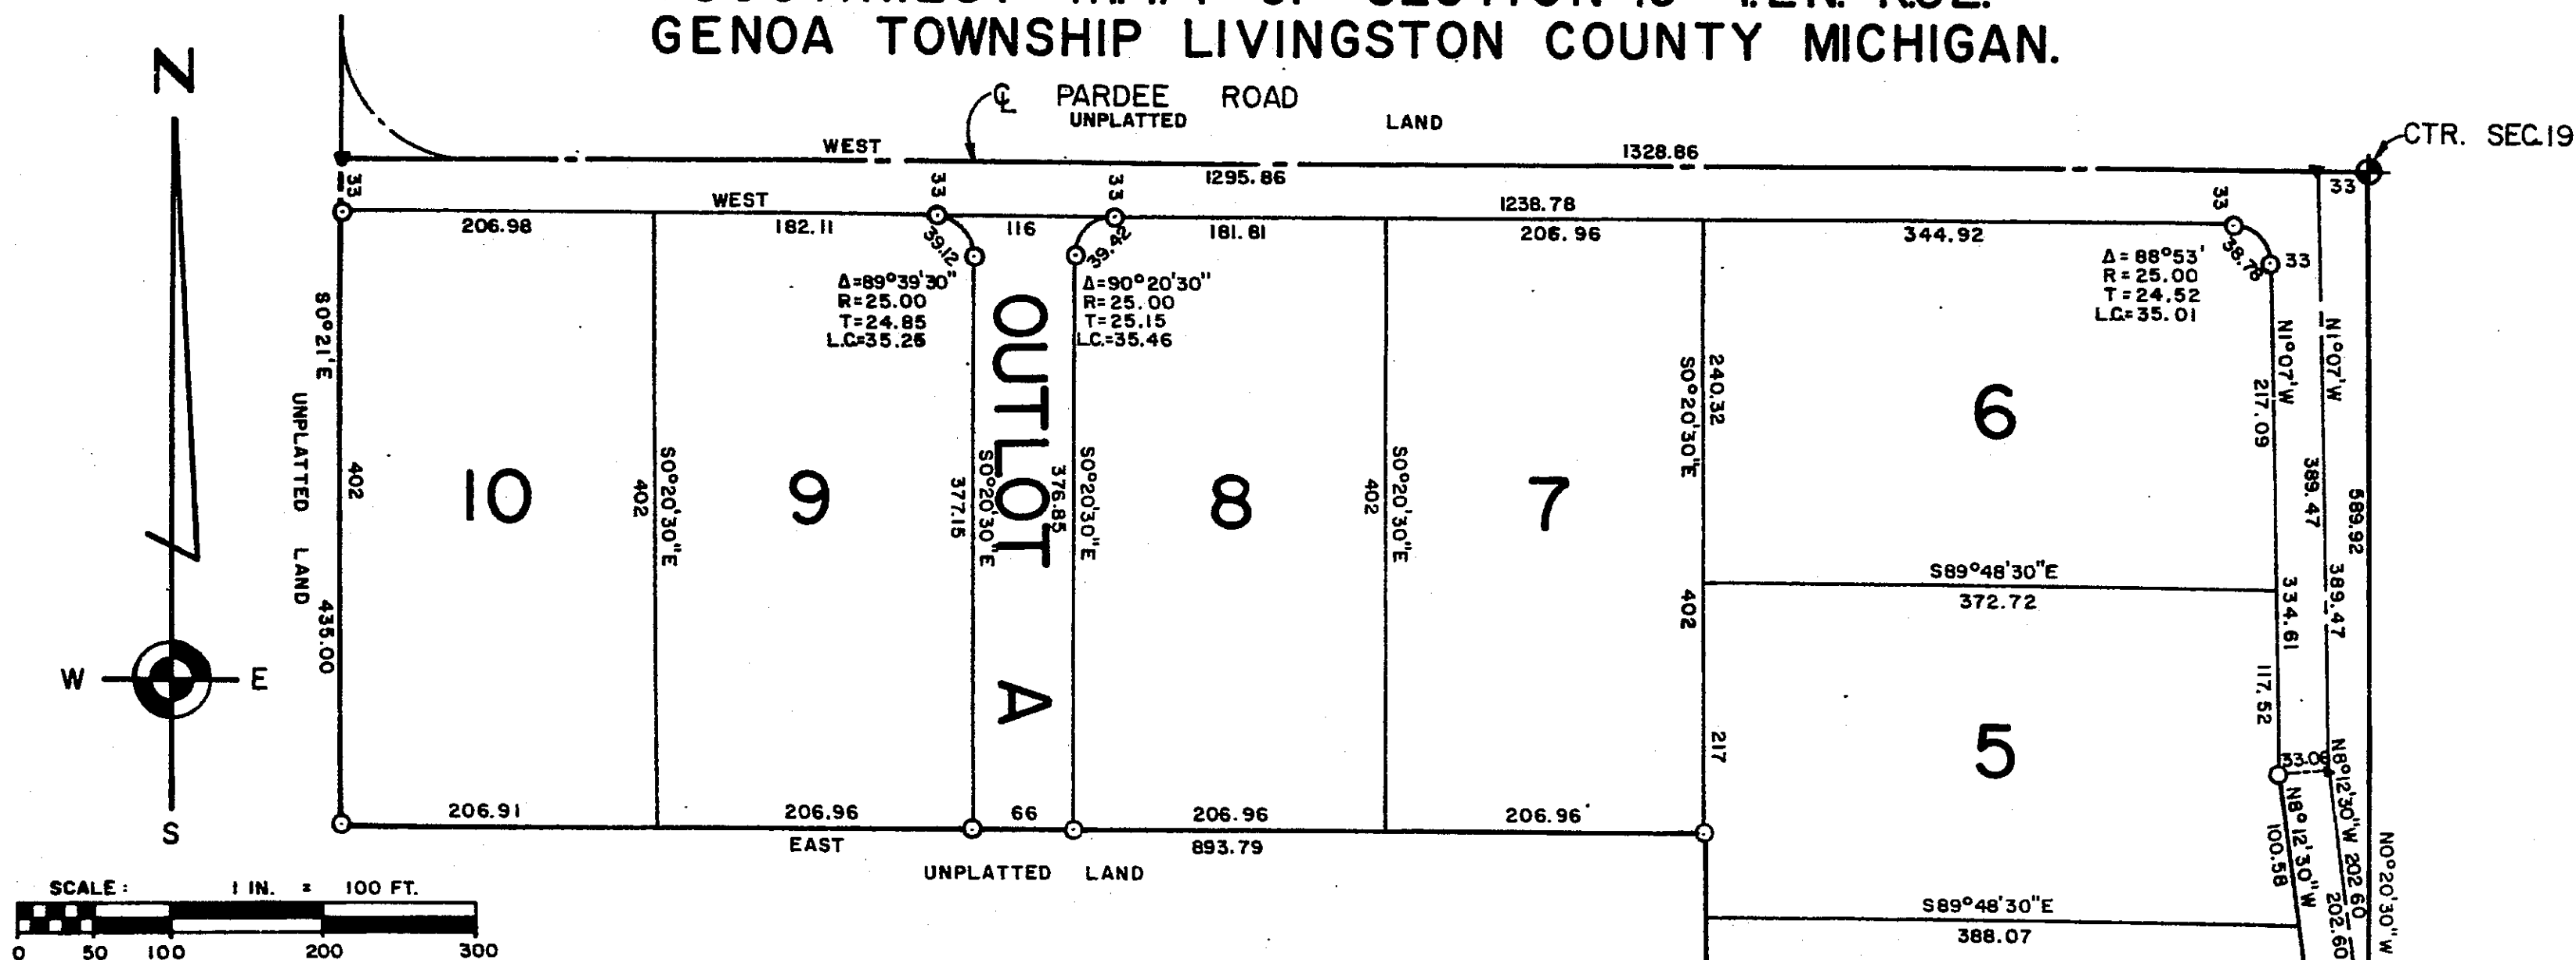 GENOA TOWNSHIP LIVINGSTON COUNTY MICHIGAN.
N
℄ PARDEE ROAD
UNPLATTED LAND
CTR. SEC.19
WEST
1328.86
1295.86
33
33
33
33
33
WEST
1238.78
206.98
182.11
116
181.81
206.96
344.92
39.12
39.42
38.78
33
Δ=89°39'30"
R=25.00
T=24.85
L.C.=35.26
Δ=90°20'30"
R=25.00
T=25.15
L.C.=35.46
Δ=88°53'
R=25.00
T=24.52
L.C.=35.01
S0°21'E
UNPLATTED LAND
402
435.00
10
402
S0°20'30"E
9
377.15
S0°20'30"E
OUTLOT A
376.85
S0°20'30"E
8
402
S0°20'30"E
7
S0°20'30"E
240.32
402
217
6
N1°07'W
217.09
N1°07'W
389.47
589.92
389.47
334.61
S89°48'30"E
372.72
5
117.52
33.06
N8°12'30"W 202.60
N8°12'30"W
100.58
202.60
N0°20'30"W
S89°48'30"E
388.07
W E
S
206.91
206.96
66
206.96
206.96
EAST
893.79
UNPLATTED LAND
SCALE: 1 IN. = 100 FT.
0 50 100 200 300